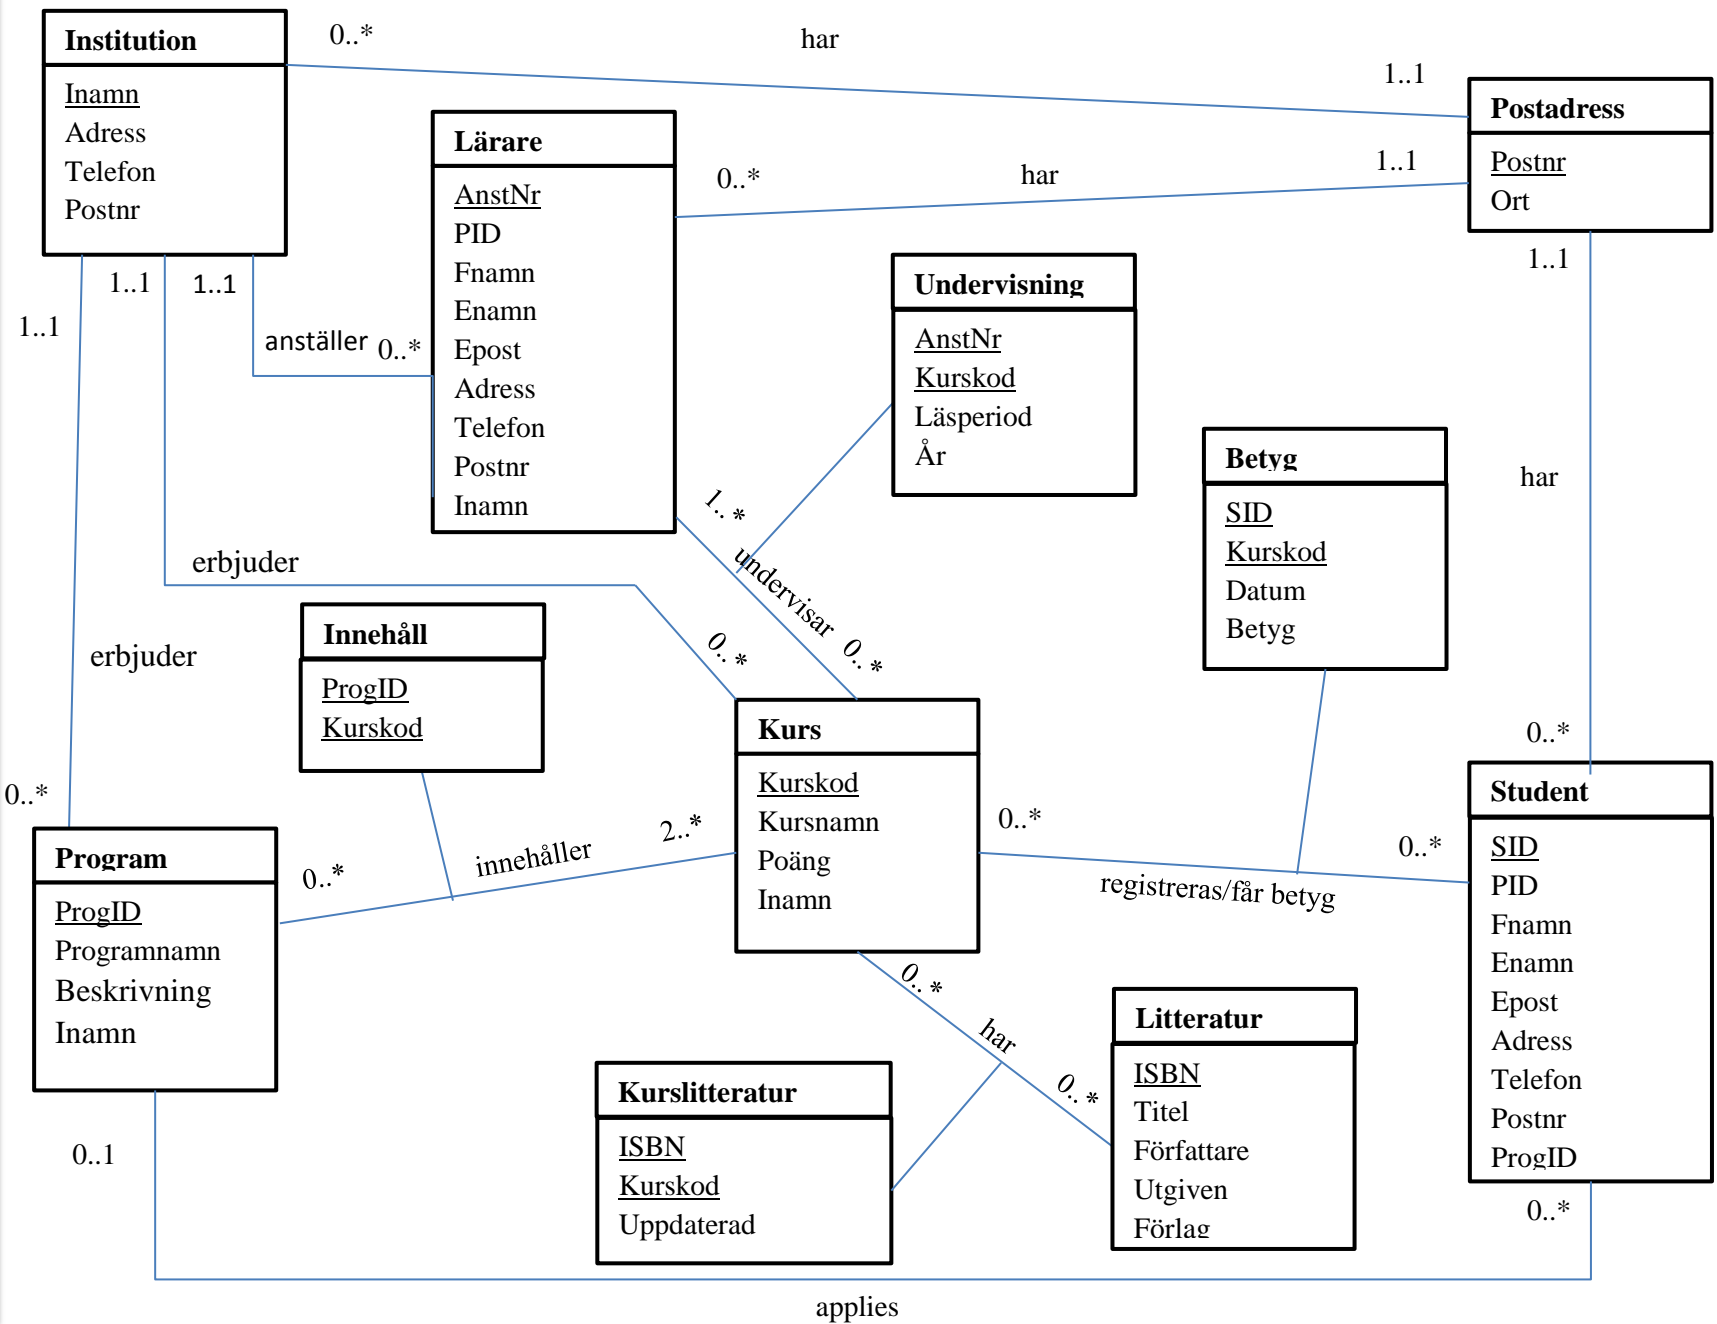 Institution
Inamn
Adress
Telefon
Postnr
0..*
har
1..1
Postadress
Postnr
Ort
Lärare
AnstNr
PID
Fnamn
Enamn
Epost
Adress
Telefon
Postnr
Inamn
0..*
har
1..1
1..1
1..1
1..1
anställer
0..*
Undervisning
AnstNr
Kurskod
Läsperiod
År
1..1
har
0..*
Betyg
SID
Kurskod
Datum
Betyg
1.. *
undervisar
0.. *
erbjuder
0.. *
erbjuder
0..*
Innehåll
ProgID
Kurskod
Kurs
Kurskod
Kursnamn
Poäng
Inamn
Program
ProgID
Programnamn
Beskrivning
Inamn
0..*
innehåller
2..*
0..*
registreras/får betyg
0..*
Student
SID
PID
Fnamn
Enamn
Epost
Adress
Telefon
Postnr
ProgID
0.. *
har
0.. *
Litteratur
ISBN
Titel
Författare
Utgiven
Förlag
Kurslitteratur
ISBN
Kurskod
Uppdaterad
0..1
applies
0..*